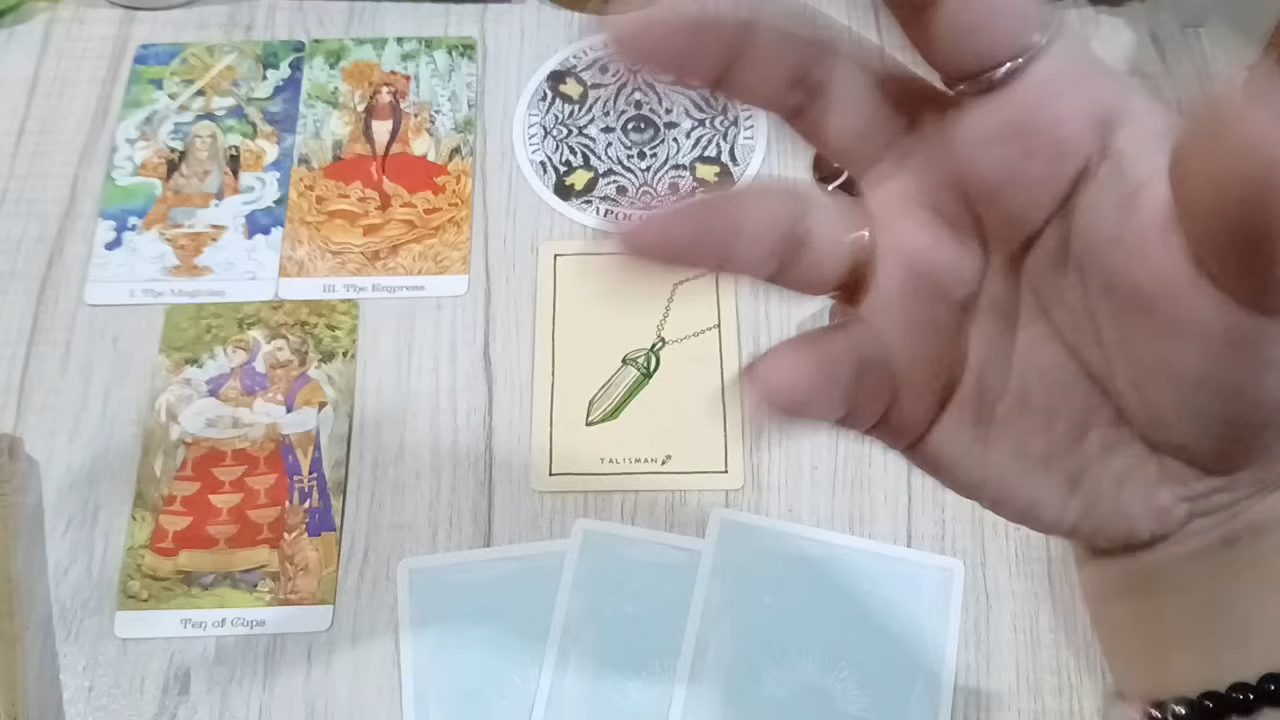 I. The Magician
III. The Empress
Ten of Cups
TALISMAN